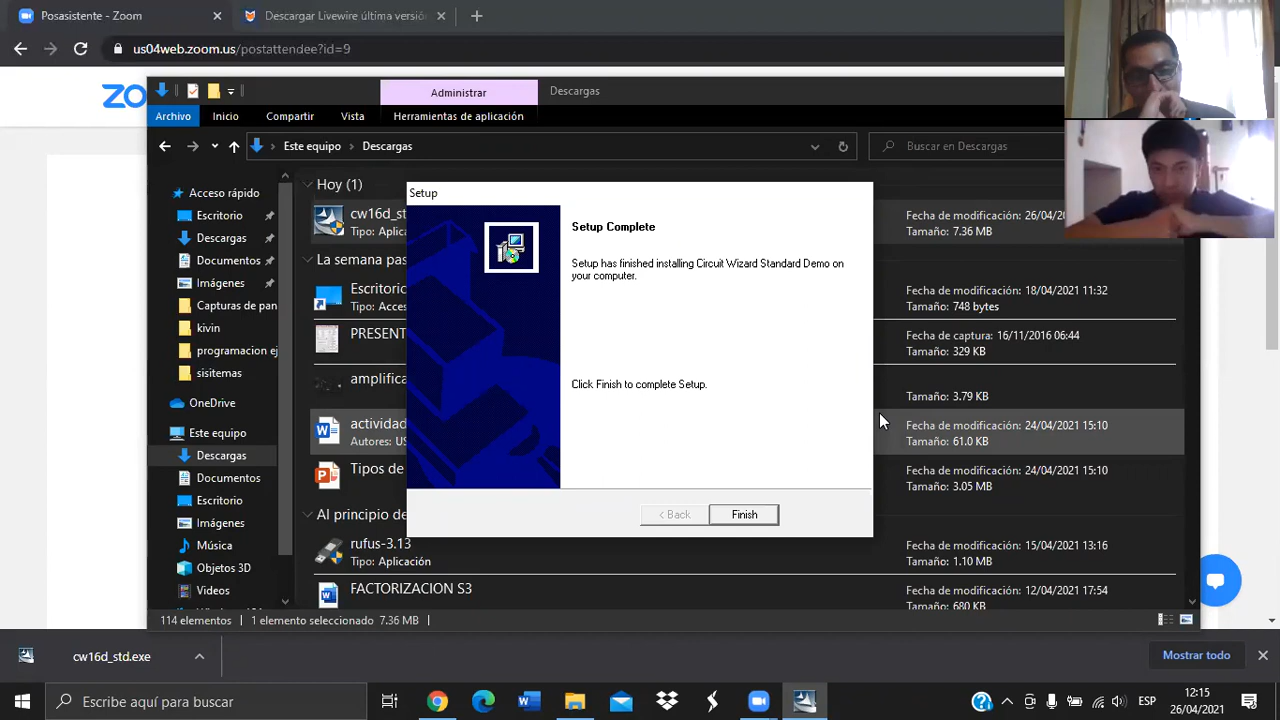 Posasistente - Zoom
Descargar Livewire última versión
us04web.zoom.us/postattendee?id=9
ZO
Administrar
Descargas
Archivo
Inicio
Compartir
Vista
Herramientas de aplicación
Este equipo > Descargas
Buscar en Descargas
Acceso rápido
Escritorio
Descargas
Documentos
Imágenes
Capturas de pan
kivin
programacion ej
sisitemas
OneDrive
Este equipo
Descargas
Documentos
Escritorio
Imágenes
Música
Objetos 3D
Videos
Hoy (1)
cw16d_st
Tipo: Aplic
Fecha de modificación: 26/04/20
Tamaño: 7.36 MB
La semana pas
Escritorio
Tipo: Acces
Fecha de modificación: 18/04/2021 11:32
Tamaño: 748 bytes
PRESENT
Fecha de captura: 16/11/2016 06:44
Tamaño: 329 KB
amplifica
Tamaño: 3.79 KB
actividad
Autores: US
Fecha de modificación: 24/04/2021 15:10
Tamaño: 61.0 KB
Tipos de
Fecha de modificación: 24/04/2021 15:10
Tamaño: 3.05 MB
Al principio de
rufus-3.13
Tipo: Aplicación
Fecha de modificación: 15/04/2021 13:16
Tamaño: 1.10 MB
FACTORIZACION S3
Fecha de modificación: 12/04/2021 17:54
Tamaño: 680 KB
Setup
Setup Complete
Setup has finished installing Circuit Wizard Standard Demo on
your computer.
Click Finish to complete Setup.
< Back
Finish
114 elementos
1 elemento seleccionado 7.36 MB
cw16d_std.exe
Mostrar todo
Escribe aquí para buscar
ESP
12:15
26/04/2021